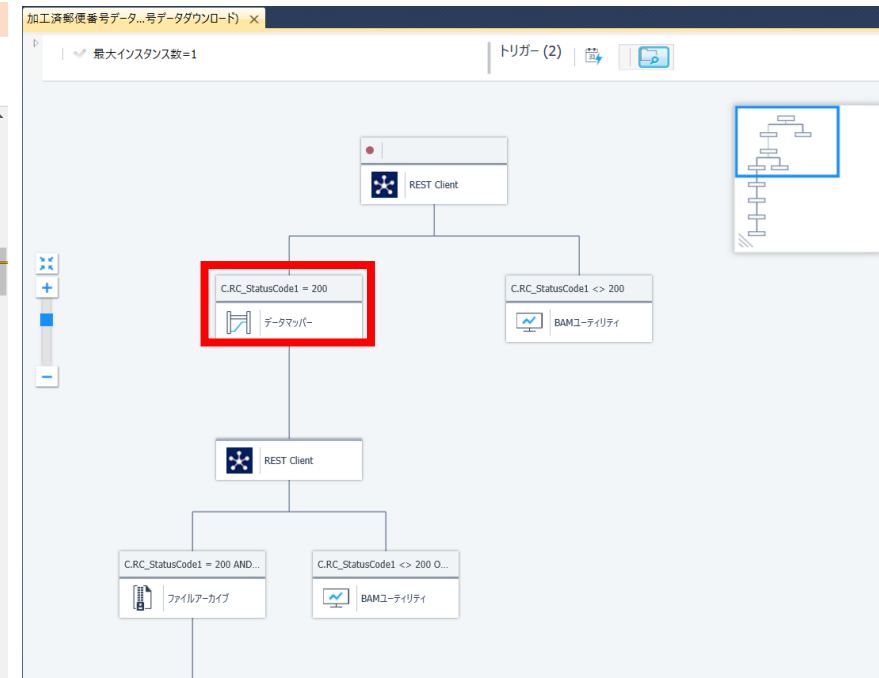 加工済郵便番号データ...号データダウンロード)
最大インスタンス数=1
トリガー (2)
31
REST Client
C.RC_StatusCode1 = 200
データマッパー
C.RC_StatusCode1 <> 200
BAMユーティリティ
REST Client
C.RC_StatusCode1 = 200 AND...
ファイルアーカイブ
C.RC_StatusCode1 <> 200 O...
BAMユーティリティ